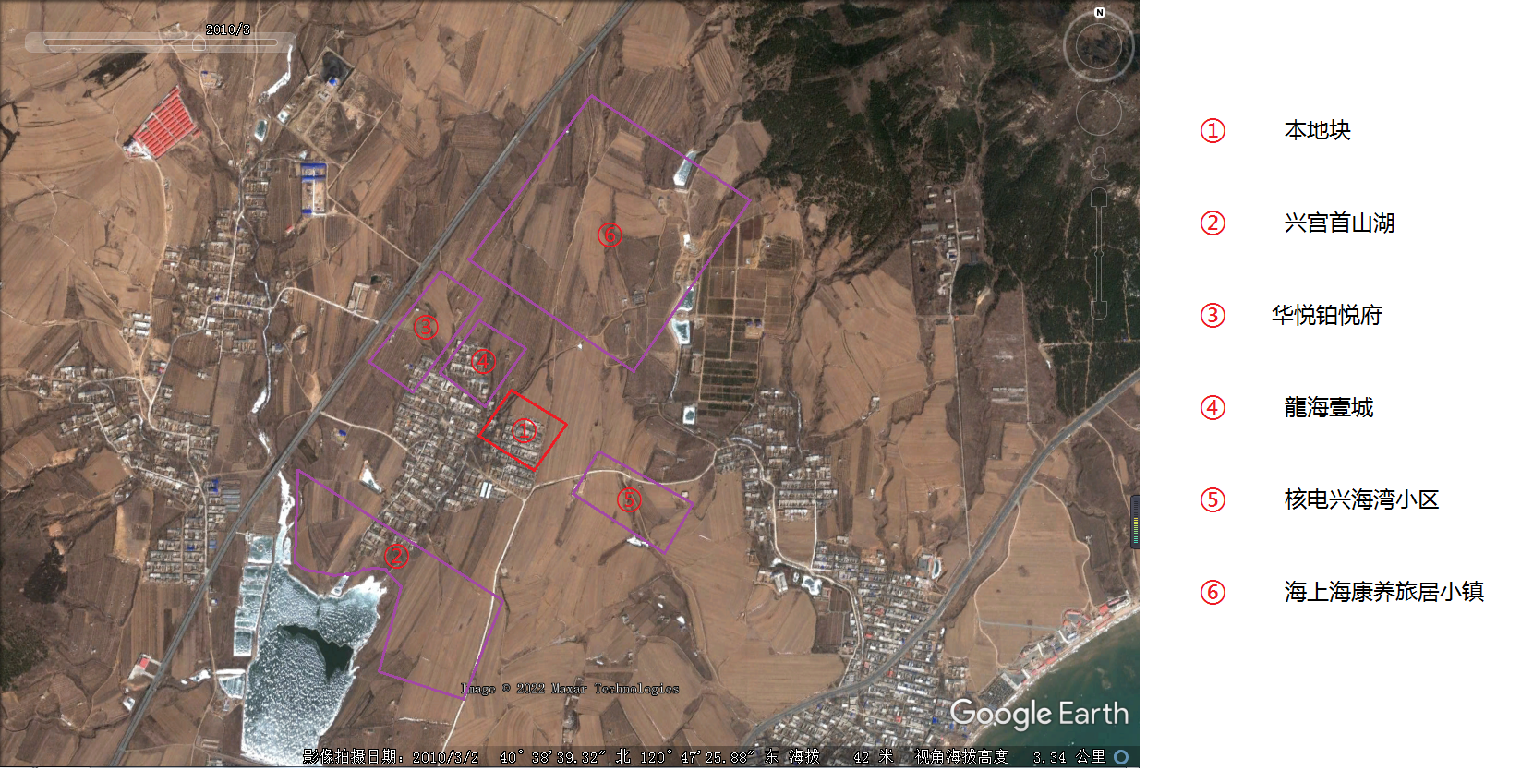 2010/3
N
⑥
③
④
①
⑤
②
Image © 2022 Maxar Technologies
Google Earth
影像拍摄日期: 2010/3/2 40°38'39.32" 北 120°47'25.88" 东 海拔 42 米 视角海拔高度 3.34 公里
① 本地块
② 兴宫首山湖
③ 华悦铂悦府
④ 龍海壹城
⑤ 核电兴海湾小区
⑥ 海上海康养旅居小镇